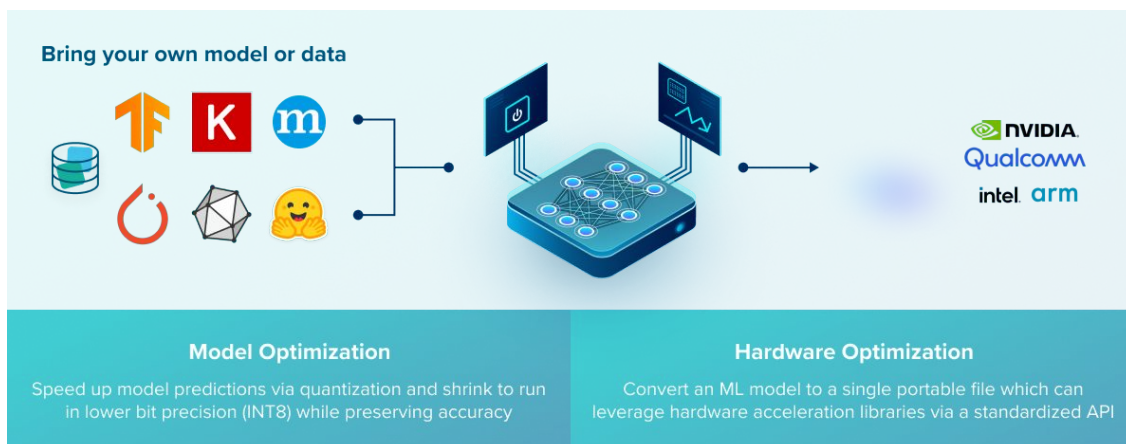 Bring your own model or data
K
m
NVIDIA.
Qualcomm
intel. arm
Model Optimization
Speed up model predictions via quantization and shrink to run
in lower bit precision (INT8) while preserving accuracy
Hardware Optimization
Convert an ML model to a single portable file which can
leverage hardware acceleration libraries via a standardized API